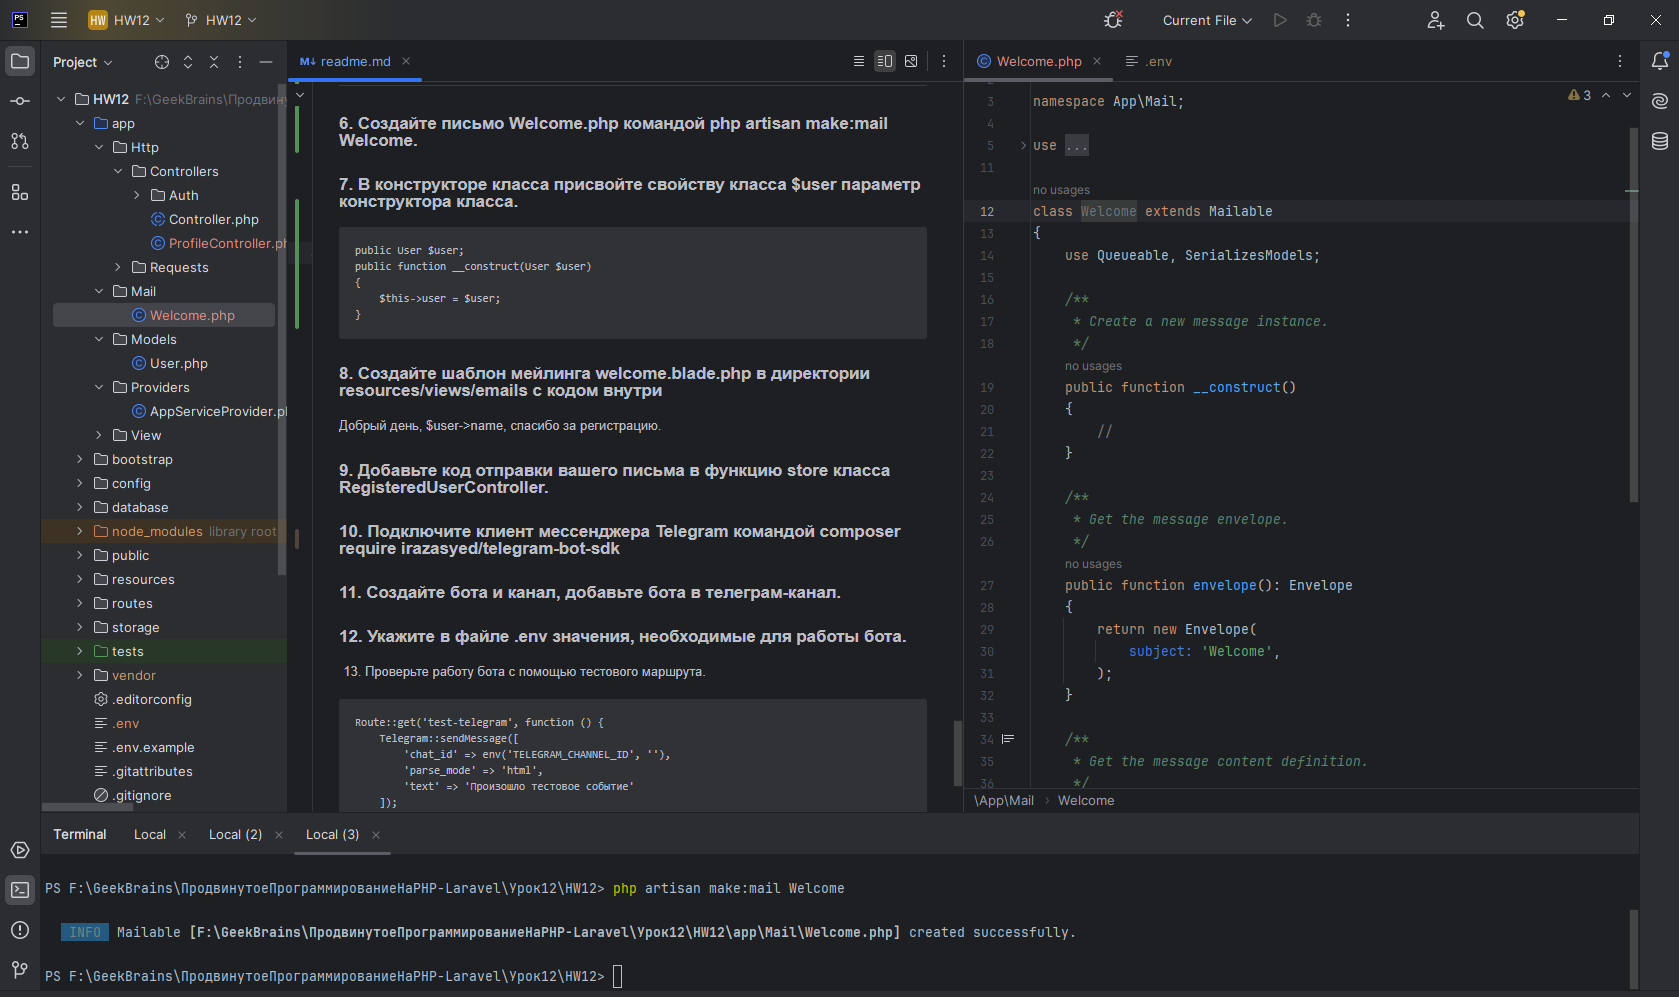 PS
HW HW12
HW12
Current File
Project
HW12 F:\GeekBrains\Продвину
app
Http
Controllers
Auth
Controller.php
ProfileController.ph
Requests
Mail
Welcome.php
Models
User.php
Providers
AppServiceProvider.p
View
bootstrap
config
database
node_modules library root
public
resources
routes
storage
tests
vendor
.editorconfig
.env
.env.example
.gitattributes
.gitignore
M↓ readme.md
6. Создайте письмо Welcome.php командой php artisan make:mail
Welcome.
7. В конструкторе класса присвойте свойству класса $user параметр
конструктора класса.
public User $user;
public function __construct(User $user)
{
$this->user = $user;
}
8. Создайте шаблон мейлинга welcome.blade.php в директории
resources/views/emails с кодом внутри
Добрый день, $user->name, спасибо за регистрацию.
9. Добавьте код отправки вашего письма в функцию store класса
RegisteredUserController.
10. Подключите клиент мессенджера Telegram командой composer
require irazasyed/telegram-bot-sdk
11. Создайте бота и канал, добавьте бота в телеграм-канал.
12. Укажите в файле .env значения, необходимые для работы бота.
13. Проверьте работу бота с помощью тестового маршрута.
Route::get('test-telegram', function () {
Telegram::sendMessage([
'chat_id' => env('TELEGRAM_CHANNEL_ID', ''),
'parse_mode' => 'html',
'text' => 'Произошло тестовое событие'
]);
Welcome.php
.env
3
3 namespace App\Mail;
4
5 use ...
11
no usages
12 class Welcome extends Mailable
13 {
14 use Queueable, SerializesModels;
15
16 /**
17 * Create a new message instance.
18 */
no usages
19 public function __construct()
20 {
21 //
22 }
23
24 /**
25 * Get the message envelope.
26 */
no usages
27 public function envelope(): Envelope
28 {
29 return new Envelope(
30 subject: 'Welcome',
31 );
32 }
33
34 /**
35 * Get the message content definition.
36 */
\App\Mail › Welcome
Terminal Local Local (2) Local (3)
PS F:\GeekBrains\ПродвинутоеПрограммированиеНаPHP-Laravel\Урок12\HW12> php artisan make:mail Welcome
INFO Mailable [F:\GeekBrains\ПродвинутоеПрограммированиеНаPHP-Laravel\Урок12\HW12\app\Mail\Welcome.php] created successfully.
PS F:\GeekBrains\ПродвинутоеПрограммированиеНаPHP-Laravel\Урок12\HW12>